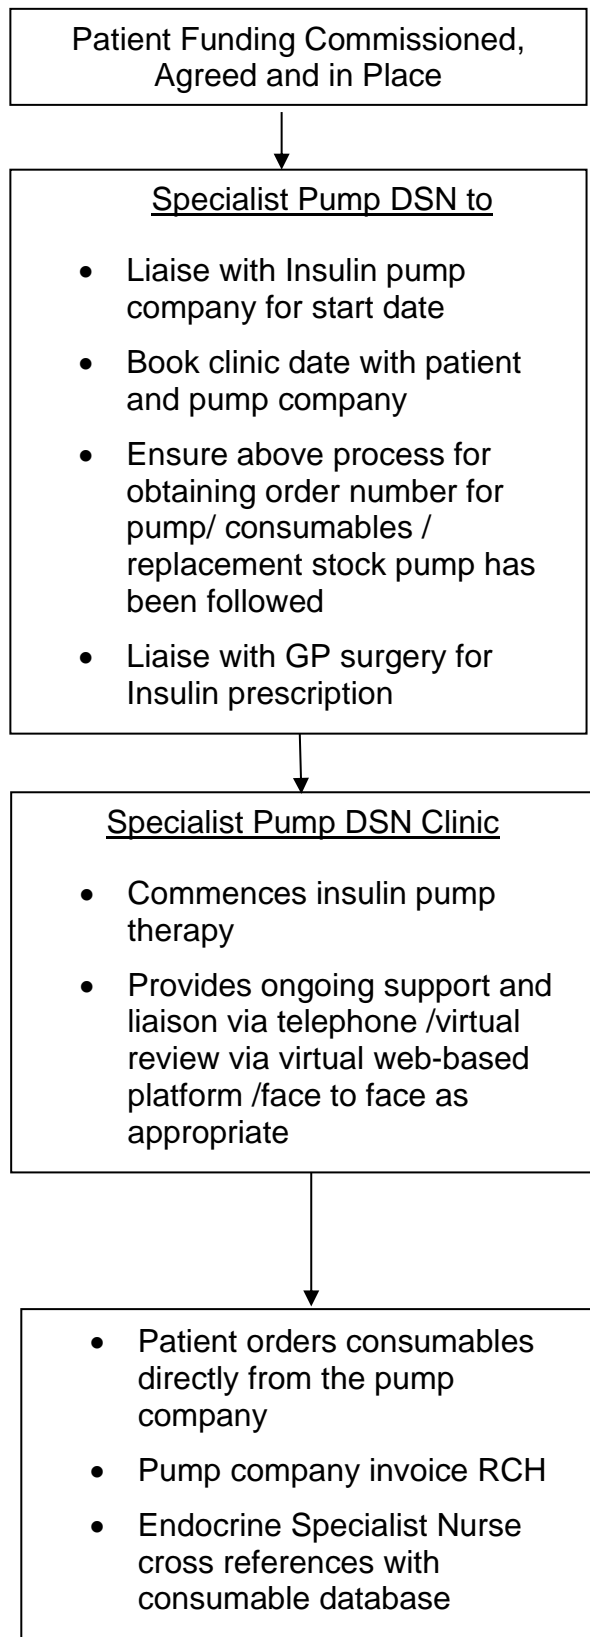 Patient Funding Commissioned,
Agreed and in Place
Specialist Pump DSN to
• Liaise with Insulin pump
company for start date
• Book clinic date with patient
and pump company
• Ensure above process for
obtaining order number for
pump/ consumables /
replacement stock pump has
been followed
• Liaise with GP surgery for
Insulin prescription
Specialist Pump DSN Clinic
• Commences insulin pump
therapy
• Provides ongoing support and
liaison via telephone /virtual
review via virtual web-based
platform /face to face as
appropriate
• Patient orders consumables
directly from the pump
company
• Pump company invoice RCH
• Endocrine Specialist Nurse
cross references with
consumable database